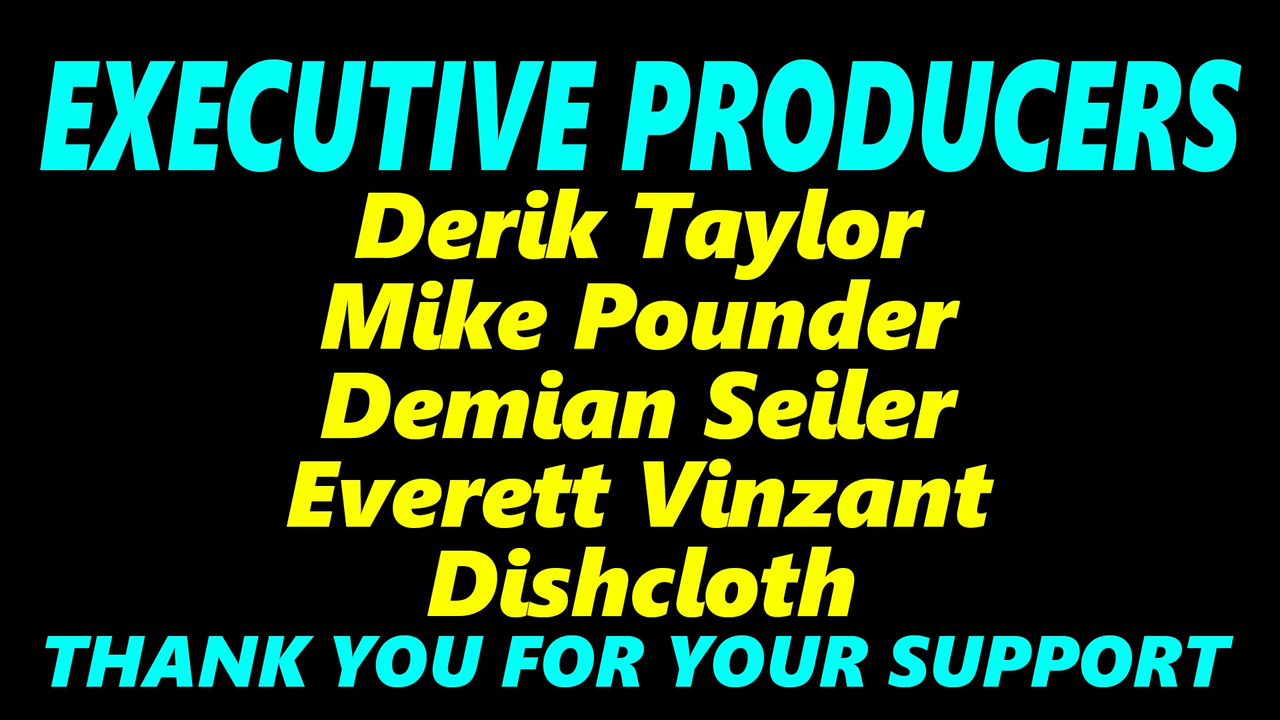 EXECUTIVE PRODUCERS
Derik Taylor
Mike Pounder
Demian Seiler
Everett Vinzant
Dishcloth
THANK YOU FOR YOUR SUPPORT